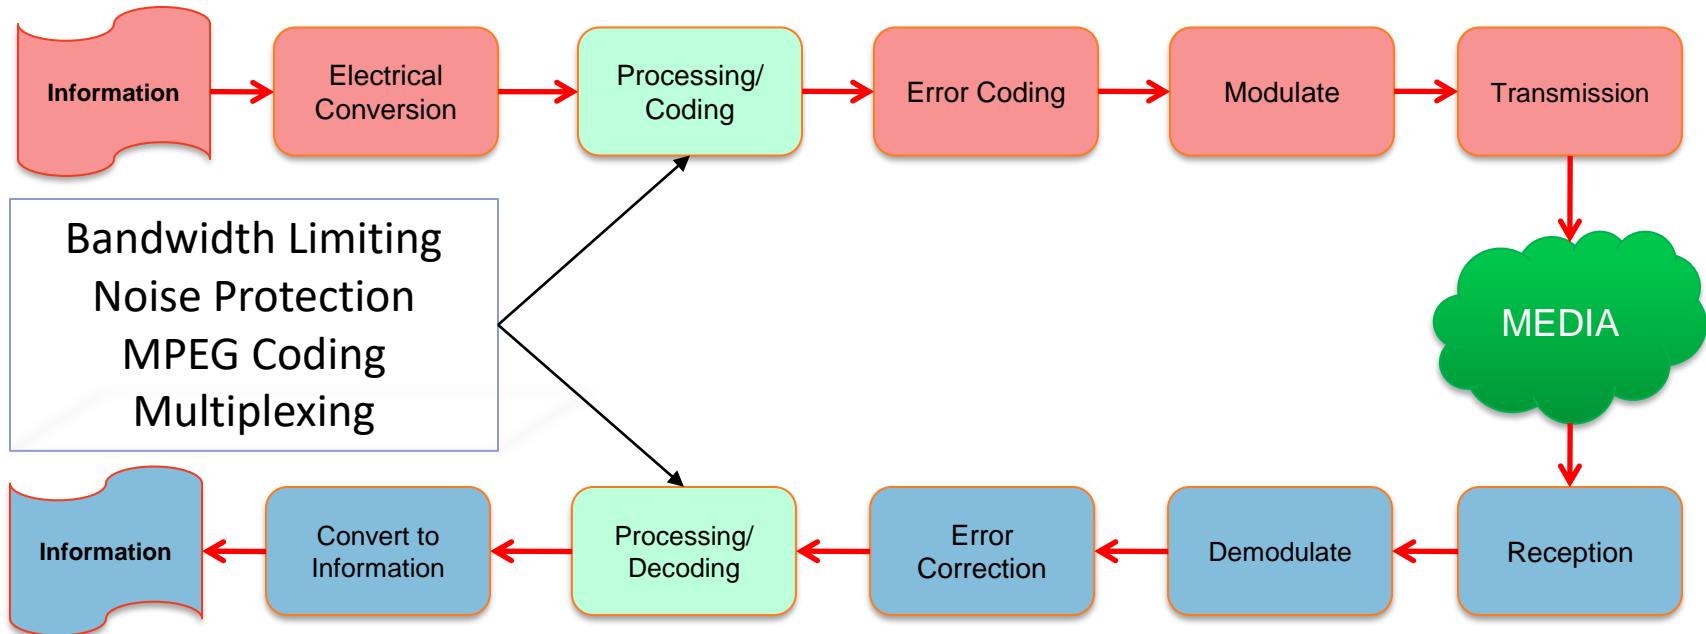 Information
Electrical
Conversion
Processing/
Coding
Error Coding
Modulate
Transmission
Bandwidth Limiting
Noise Protection
MPEG Coding
Multiplexing
MEDIA
Information
Convert to
Information
Processing/
Decoding
Error
Correction
Demodulate
Reception